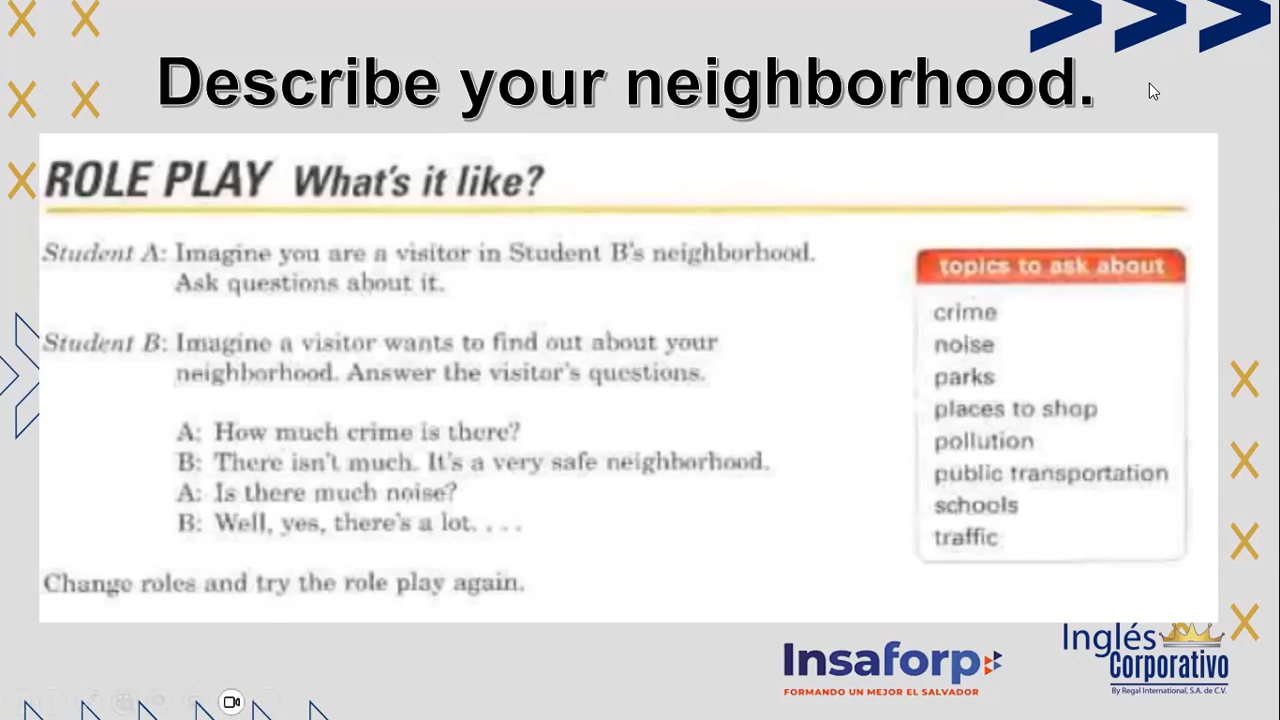 Describe your neighborhood.
ROLE PLAY What's it like?
Student A: Imagine you are a visitor in Student B's neighborhood.
Ask questions about it.
Student B: Imagine a visitor wants to find out about your
neighborhood. Answer the visitor's questions.
A: How much crime is there?
B: There isn't much. It's a very safe neighborhood.
A: Is there much noise?
B: Well, yes, there's a lot. . . .
Change roles and try the role play again.
topics to ask about
crime
noise
parks
places to shop
pollution
public transportation
schools
traffic
Insaforp
FORMANDO UN MEJOR EL SALVADOR
Inglés
Corporativo
By Regal International, S.A. de C.V.